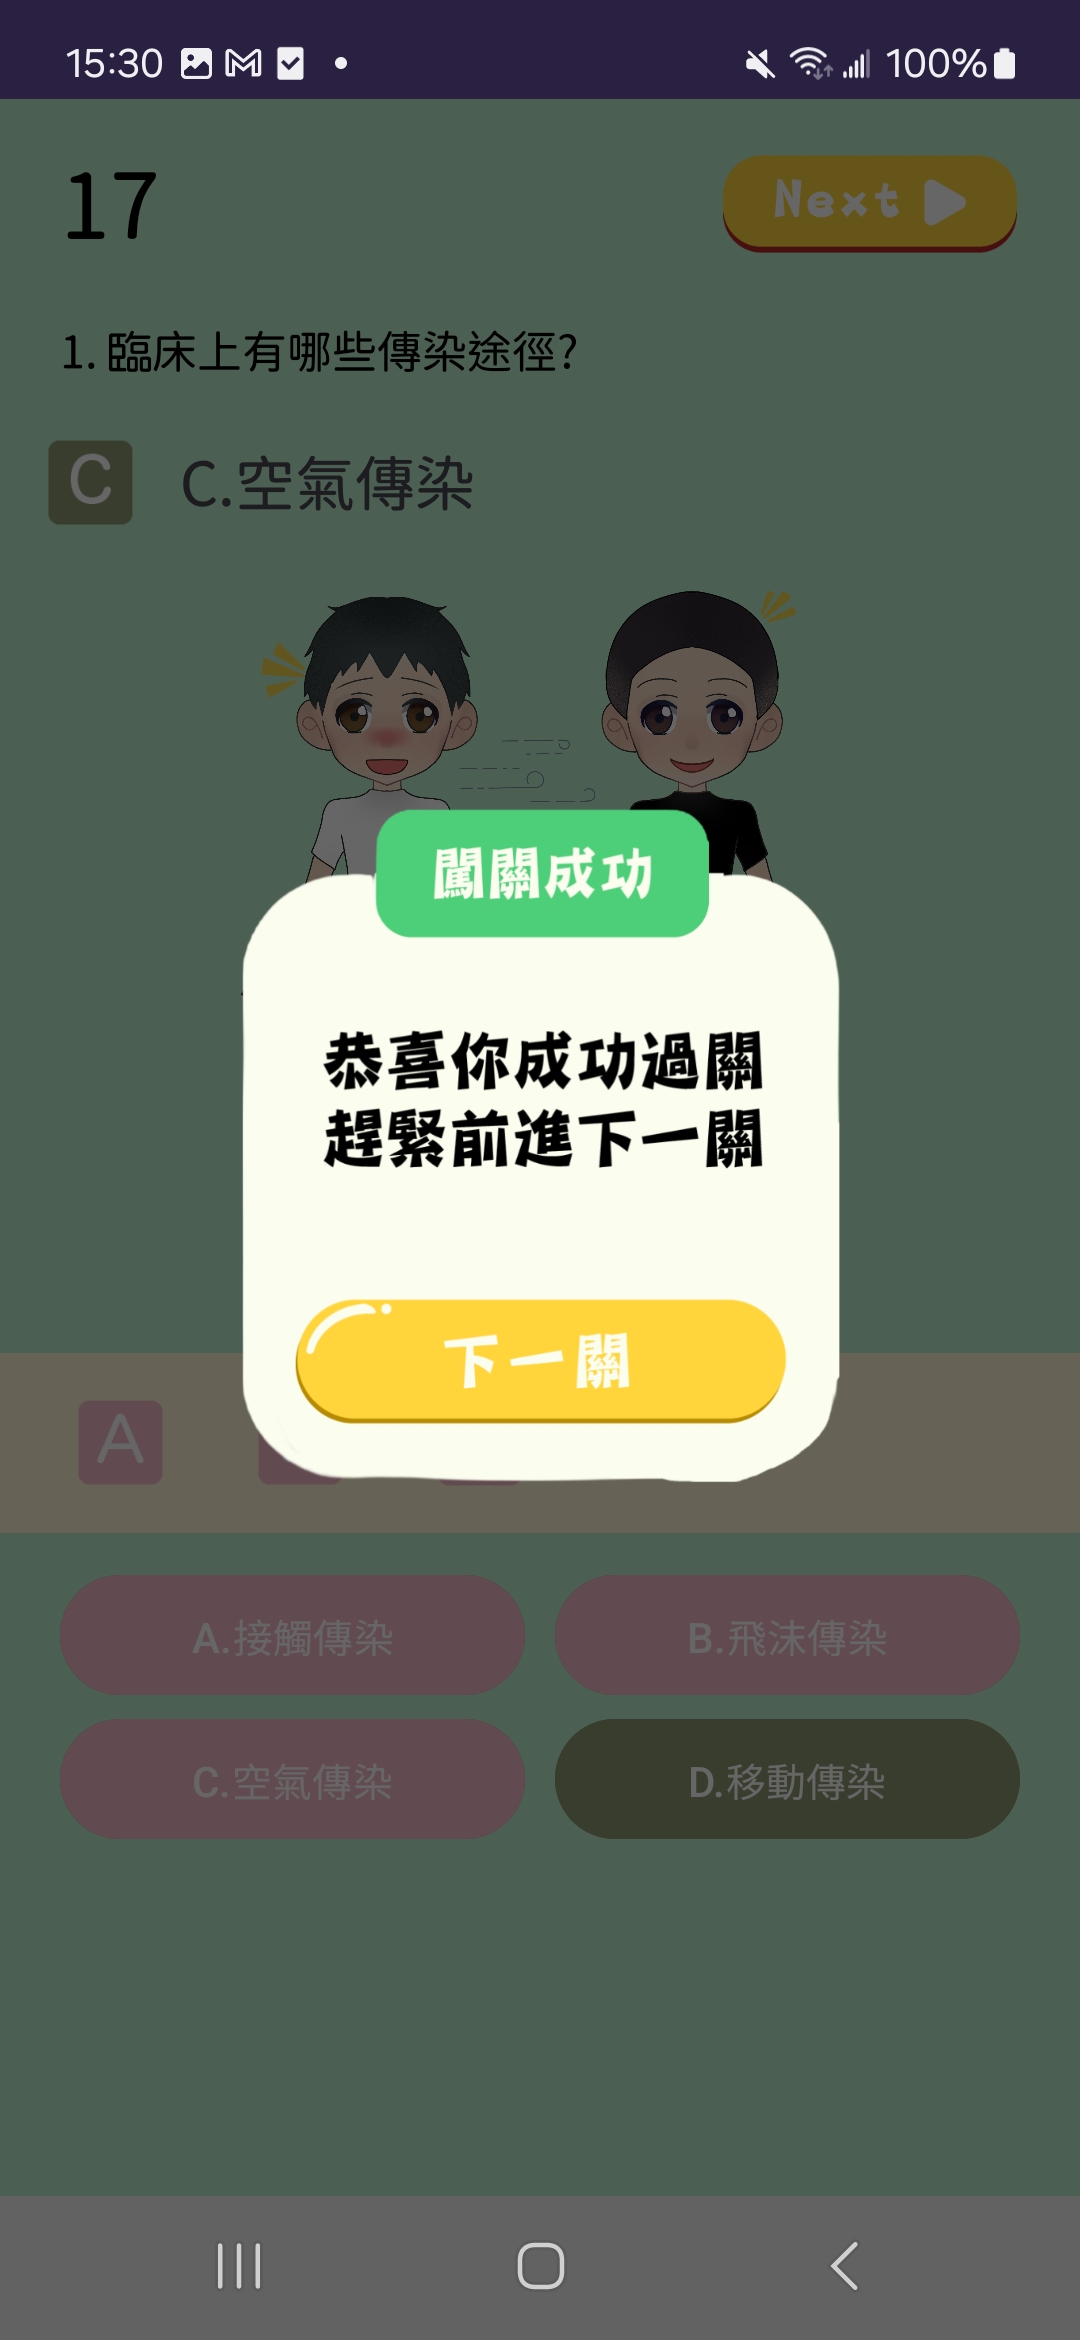 15:30
100%
17
Next
1. 臨床上有哪些傳染途徑?
C
C.空氣傳染
闖關成功
恭喜你成功過關
趕緊前進下一關
下一關
A
A.接觸傳染
B.飛沫傳染
C.空氣傳染
D.移動傳染